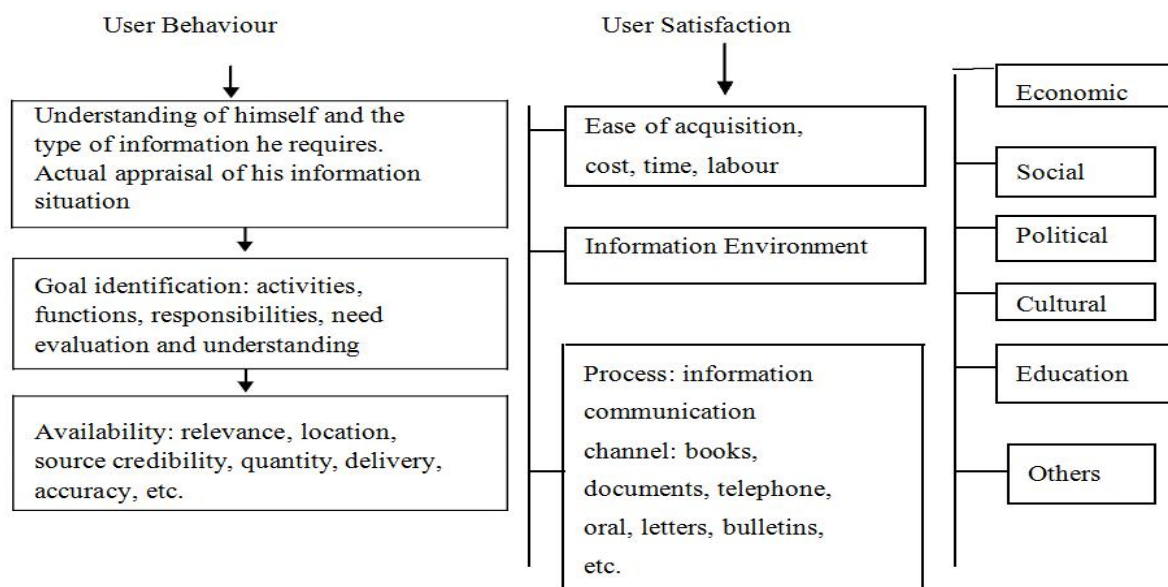 User Behaviour
Understanding of himself and the
type of information he requires.
Actual appraisal of his information
situation
Goal identification: activities,
functions, responsibilities, need
evaluation and understanding
Availability: relevance, location,
source credibility, quantity, delivery,
accuracy, etc.
User Satisfaction
Ease of acquisition,
cost, time, labour
Information Environment
Process: information
communication
channel: books,
documents, telephone,
oral, letters, bulletins,
etc.
Economic
Social
Political
Cultural
Education
Others